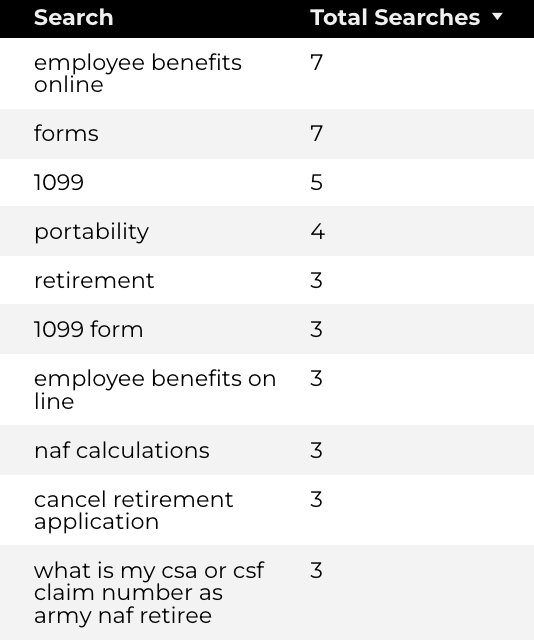 Search Total Searches ▼
employee benefits 7
online
forms 7
1099 5
portability 4
retirement 3
1099 form 3
employee benefits on 3
line
naf calculations 3
cancel retirement 3
application
what is my csa or csf 3
claim number as
army naf retiree